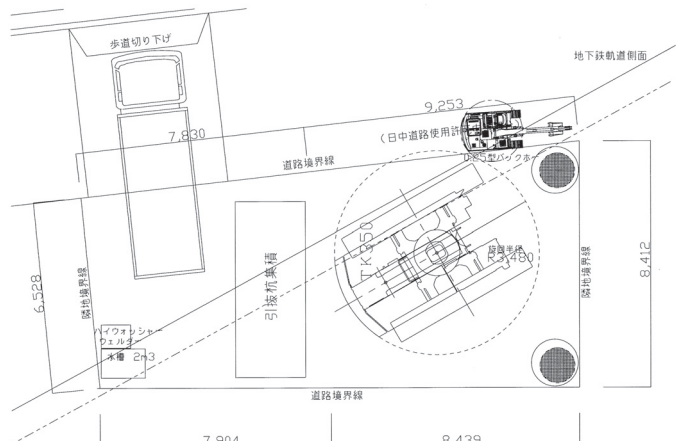 歩道切り下げ
地下鉄軌道側面
9,253
7,830
(日中道路使用許
道路境界線
0.25型バックホー
TK350
旋回半径
R3,480
引抜杭集積
6,528
隣地境界線
隣地境界線
8,412
ハイウォッシャー
ウェルダー
水槽 2m3
道路境界線
7,904
8,439